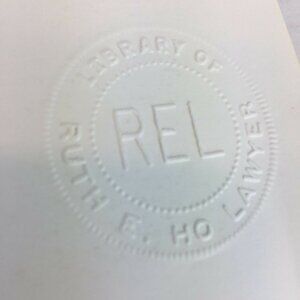 LIBRARY OF
REL
RUTH E. HO LAWYER